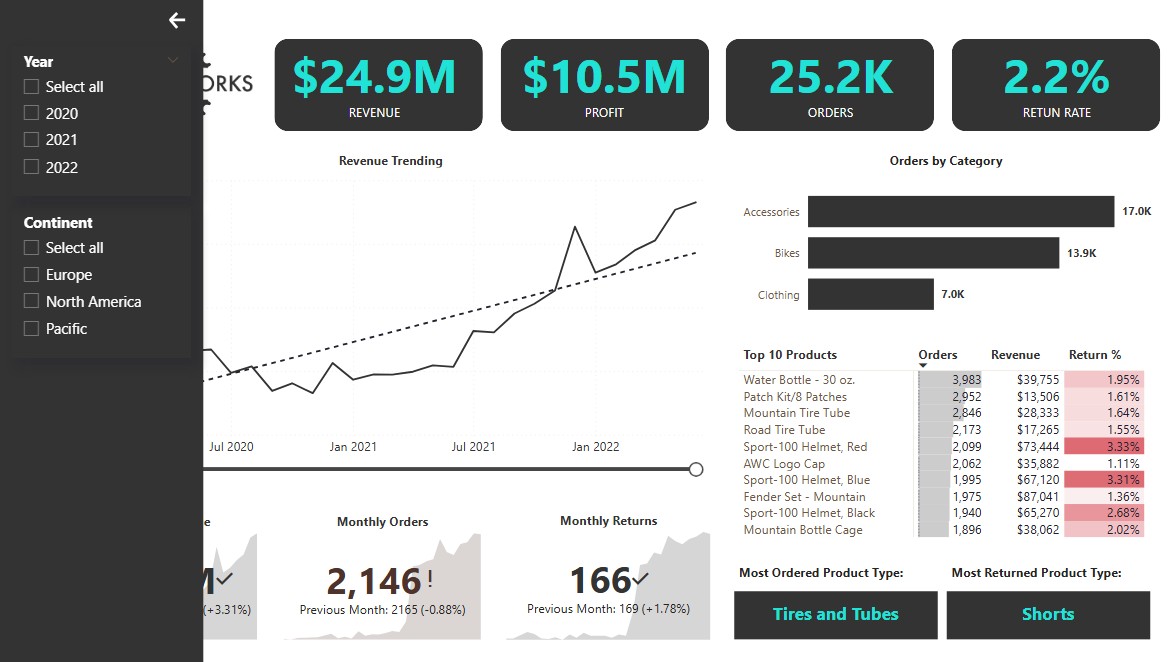 Year
Select all
2020
2021
2022
Continent
Select all
Europe
North America
Pacific
ORKS
$24.9M
REVENUE
$10.5M
PROFIT
25.2K
ORDERS
2.2%
RETUN RATE
Revenue Trending
Jul 2020 Jan 2021 Jul 2021 Jan 2022
Orders by Category
Accessories 17.0K
Bikes 13.9K
Clothing 7.0K
Top 10 Products Orders Revenue Return %
Water Bottle - 30 oz. 3,983 $39,755 1.95%
Patch Kit/8 Patches 2,952 $13,506 1.61%
Mountain Tire Tube 2,846 $28,333 1.64%
Road Tire Tube 2,173 $17,265 1.55%
Sport-100 Helmet, Red 2,099 $73,444 3.33%
AWC Logo Cap 2,062 $35,882 1.11%
Sport-100 Helmet, Blue 1,995 $67,120 3.31%
Fender Set - Mountain 1,975 $87,041 1.36%
Sport-100 Helmet, Black 1,940 $65,270 2.68%
Mountain Bottle Cage 1,896 $38,062 2.02%
e
M
(+3.31%)
Monthly Orders
2,146!
Previous Month: 2165 (-0.88%)
Monthly Returns
166
Previous Month: 169 (+1.78%)
Most Ordered Product Type:
Tires and Tubes
Most Returned Product Type:
Shorts